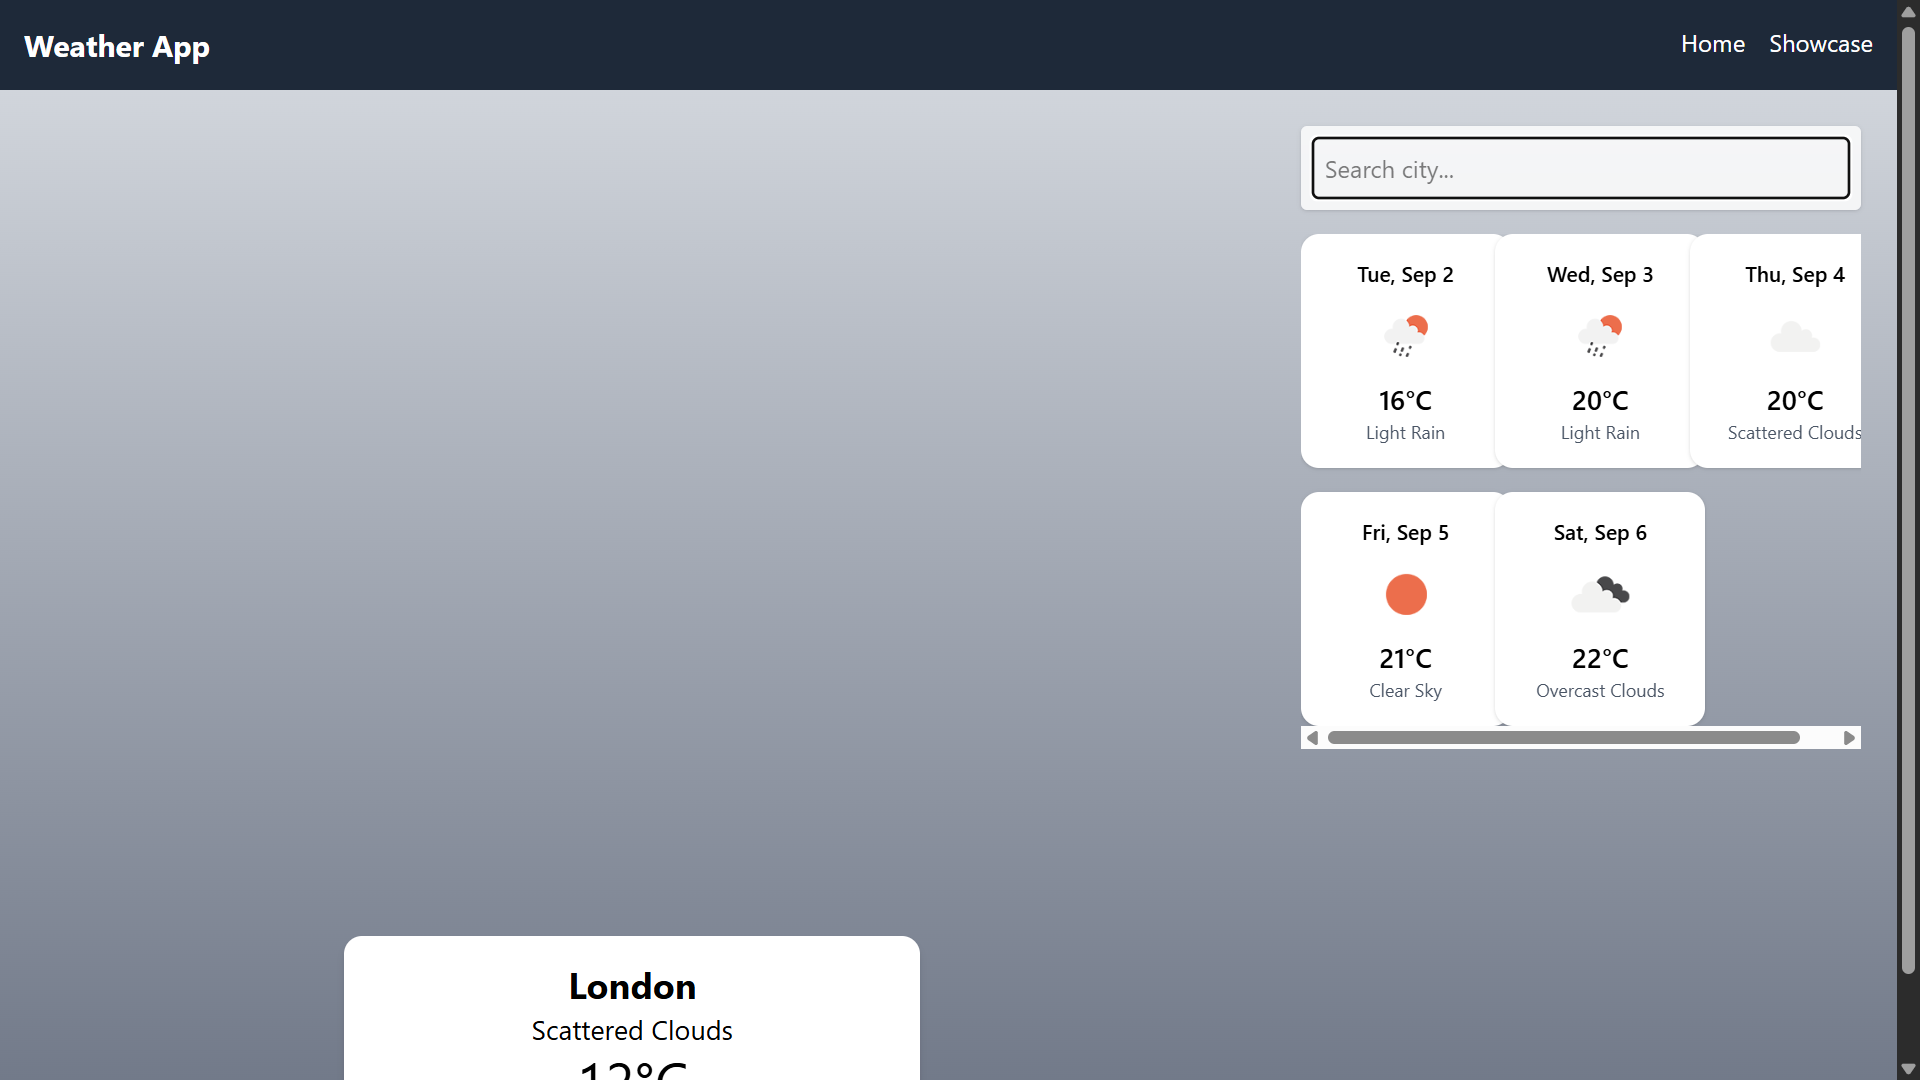 Weather App
Home
Showcase
Search city...
Tue, Sep 2
16°C
Light Rain
Wed, Sep 3
20°C
Light Rain
Thu, Sep 4
20°C
Scattered Clouds
Fri, Sep 5
21°C
Clear Sky
Sat, Sep 6
22°C
Overcast Clouds
London
Scattered Clouds
12°C